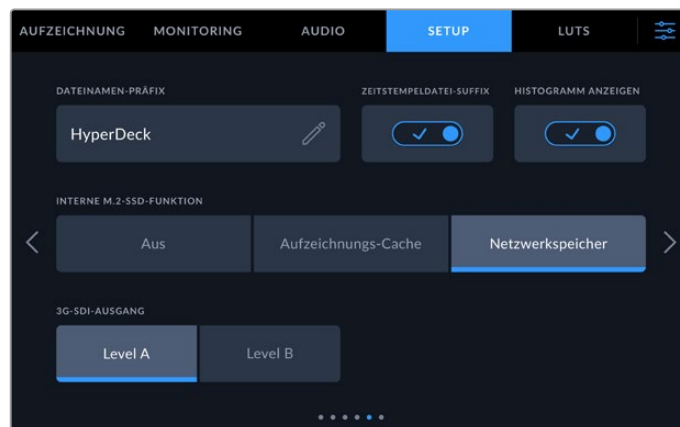 AUFZEICHNUNG MONITORING AUDIO SETUP LUTS
DATEINAMEN-PRÄFIX ZEITSTEMPELDATEI-SUFFIX HISTOGRAMM ANZEIGEN
HyperDeck
INTERNE M.2-SSD-FUNKTION
Aus Aufzeichnungs-Cache Netzwerkspeicher
3G-SDI-AUSGANG
Level A Level B